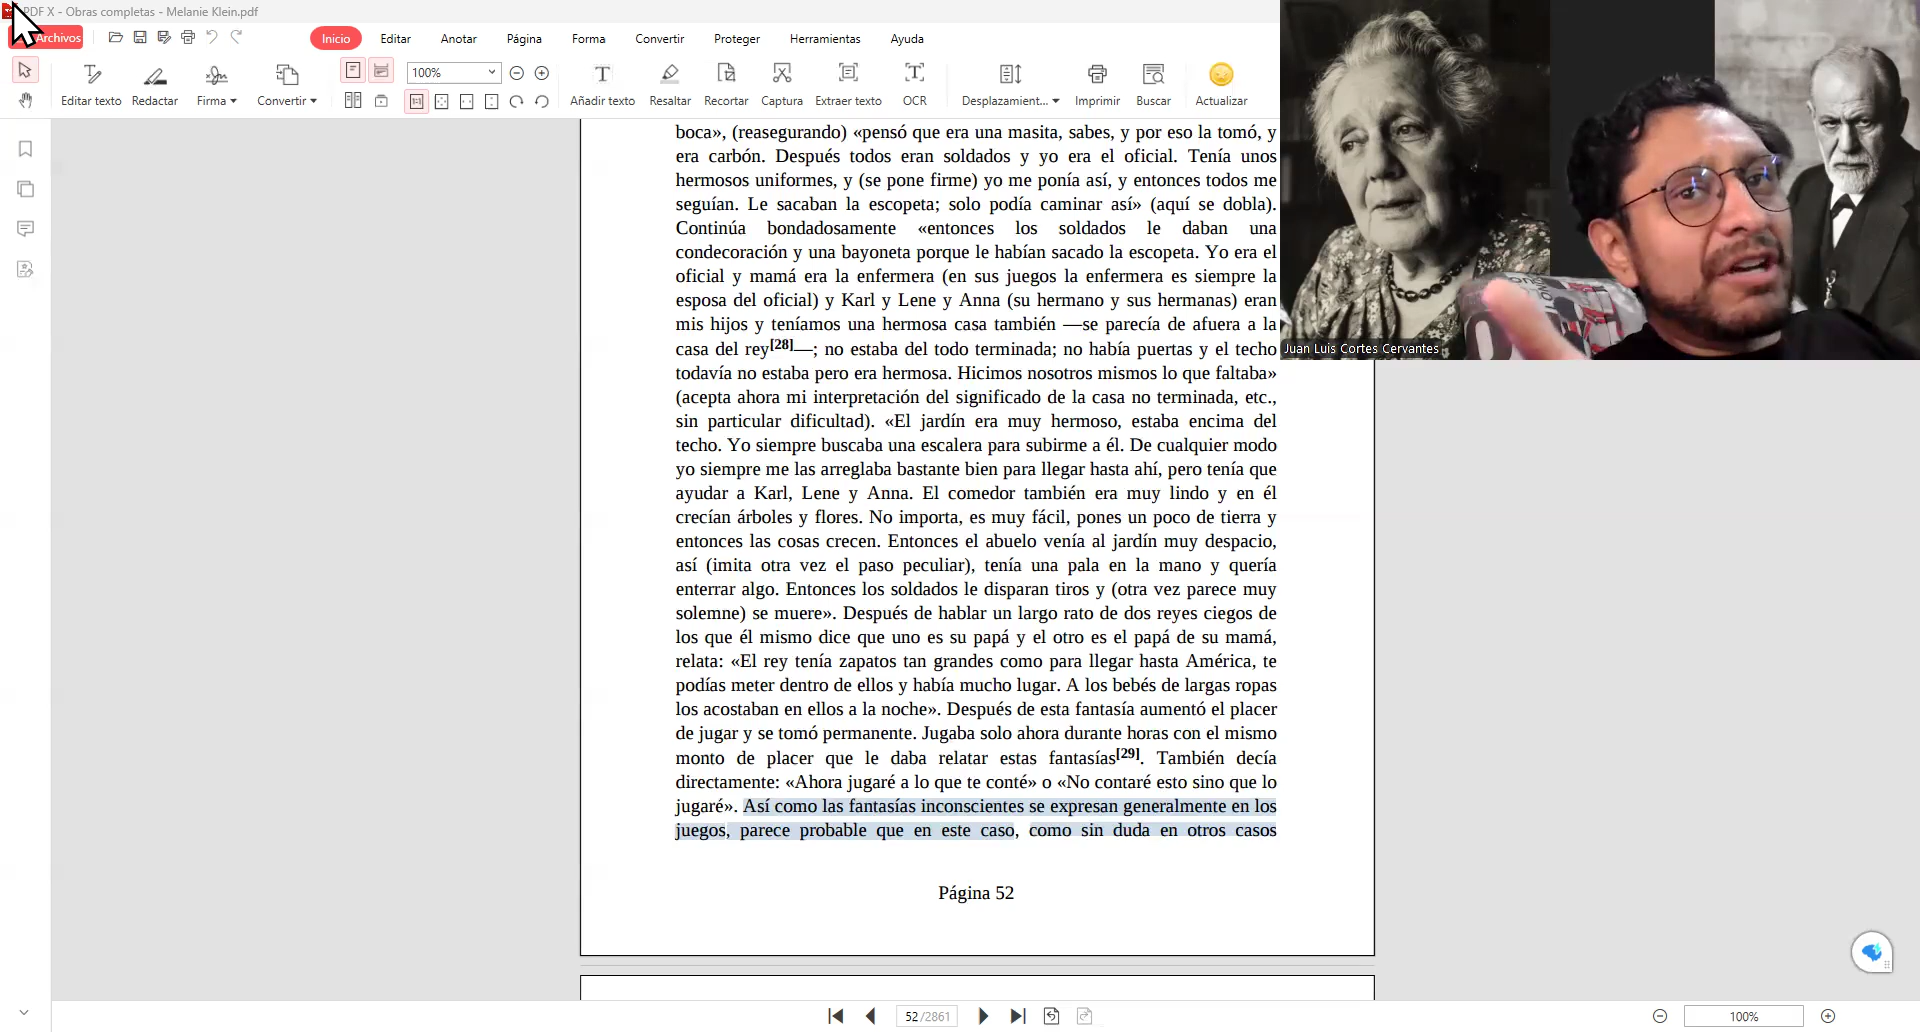 PDF X - Obras completas - Melanie Klein.pdf
Archivos
Inicio
Editar
Anotar
Página
Forma
Convertir
Proteger
Herramientas
Ayuda
100%
Editar texto
Redactar
Firma
Convertir
Añadir texto
Resaltar
Recortar
Captura
Extraer texto
OCR
Desplazamient...
Imprimir
Buscar
Actualizar
boca», (reasegurando) «pensó que era una masita, sabes, y por eso la tomó, y
era carbón. Después todos eran soldados y yo era el oficial. Tenía unos
hermosos uniformes, y (se pone firme) yo me ponía así, y entonces todos me
seguían. Le sacaban la escopeta; solo podía caminar así» (aquí se dobla).
Continúa bondadosamente «entonces los soldados le daban una
condecoración y una bayoneta porque le habían sacado la escopeta. Yo era el
oficial y mamá era la enfermera (en sus juegos la enfermera es siempre la
esposa del oficial) y Karl y Lene y Anna (su hermano y sus hermanas) eran
mis hijos y teníamos una hermosa casa también —se parecía de afuera a la
casa del rey[28]—; no estaba del todo terminada; no había puertas y el techo
todavía no estaba pero era hermosa. Hicimos nosotros mismos lo que faltaba»
(acepta ahora mi interpretación del significado de la casa no terminada, etc.,
sin particular dificultad). «El jardín era muy hermoso, estaba encima del
techo. Yo siempre buscaba una escalera para subirme a él. De cualquier modo
yo siempre me las arreglaba bastante bien para llegar hasta ahí, pero tenía que
ayudar a Karl, Lene y Anna. El comedor también era muy lindo y en él
crecían árboles y flores. No importa, es muy fácil, pones un poco de tierra y
entonces las cosas crecen. Entonces el abuelo venía al jardín muy despacio,
así (imita otra vez el paso peculiar), tenía una pala en la mano y quería
enterrar algo. Entonces los soldados le disparan tiros y (otra vez parece muy
solemne) se muere». Después de hablar un largo rato de dos reyes ciegos de
los que él mismo dice que uno es su papá y el otro es el papá de su mamá,
relata: «El rey tenía zapatos tan grandes como para llegar hasta América, te
podías meter dentro de ellos y había mucho lugar. A los bebés de largas ropas
los acostaban en ellos a la noche». Después de esta fantasía aumentó el placer
de jugar y se tomó permanente. Jugaba solo ahora durante horas con el mismo
monto de placer que le daba relatar estas fantasías[29]. También decía
directamente: «Ahora jugaré a lo que te conté» o «No contaré esto sino que lo
jugaré». Así como las fantasías inconscientes se expresan generalmente en los
juegos, parece probable que en este caso, como sin duda en otros casos
Página 52
Juan Luis Cortes Cervantes
52/2861
100%